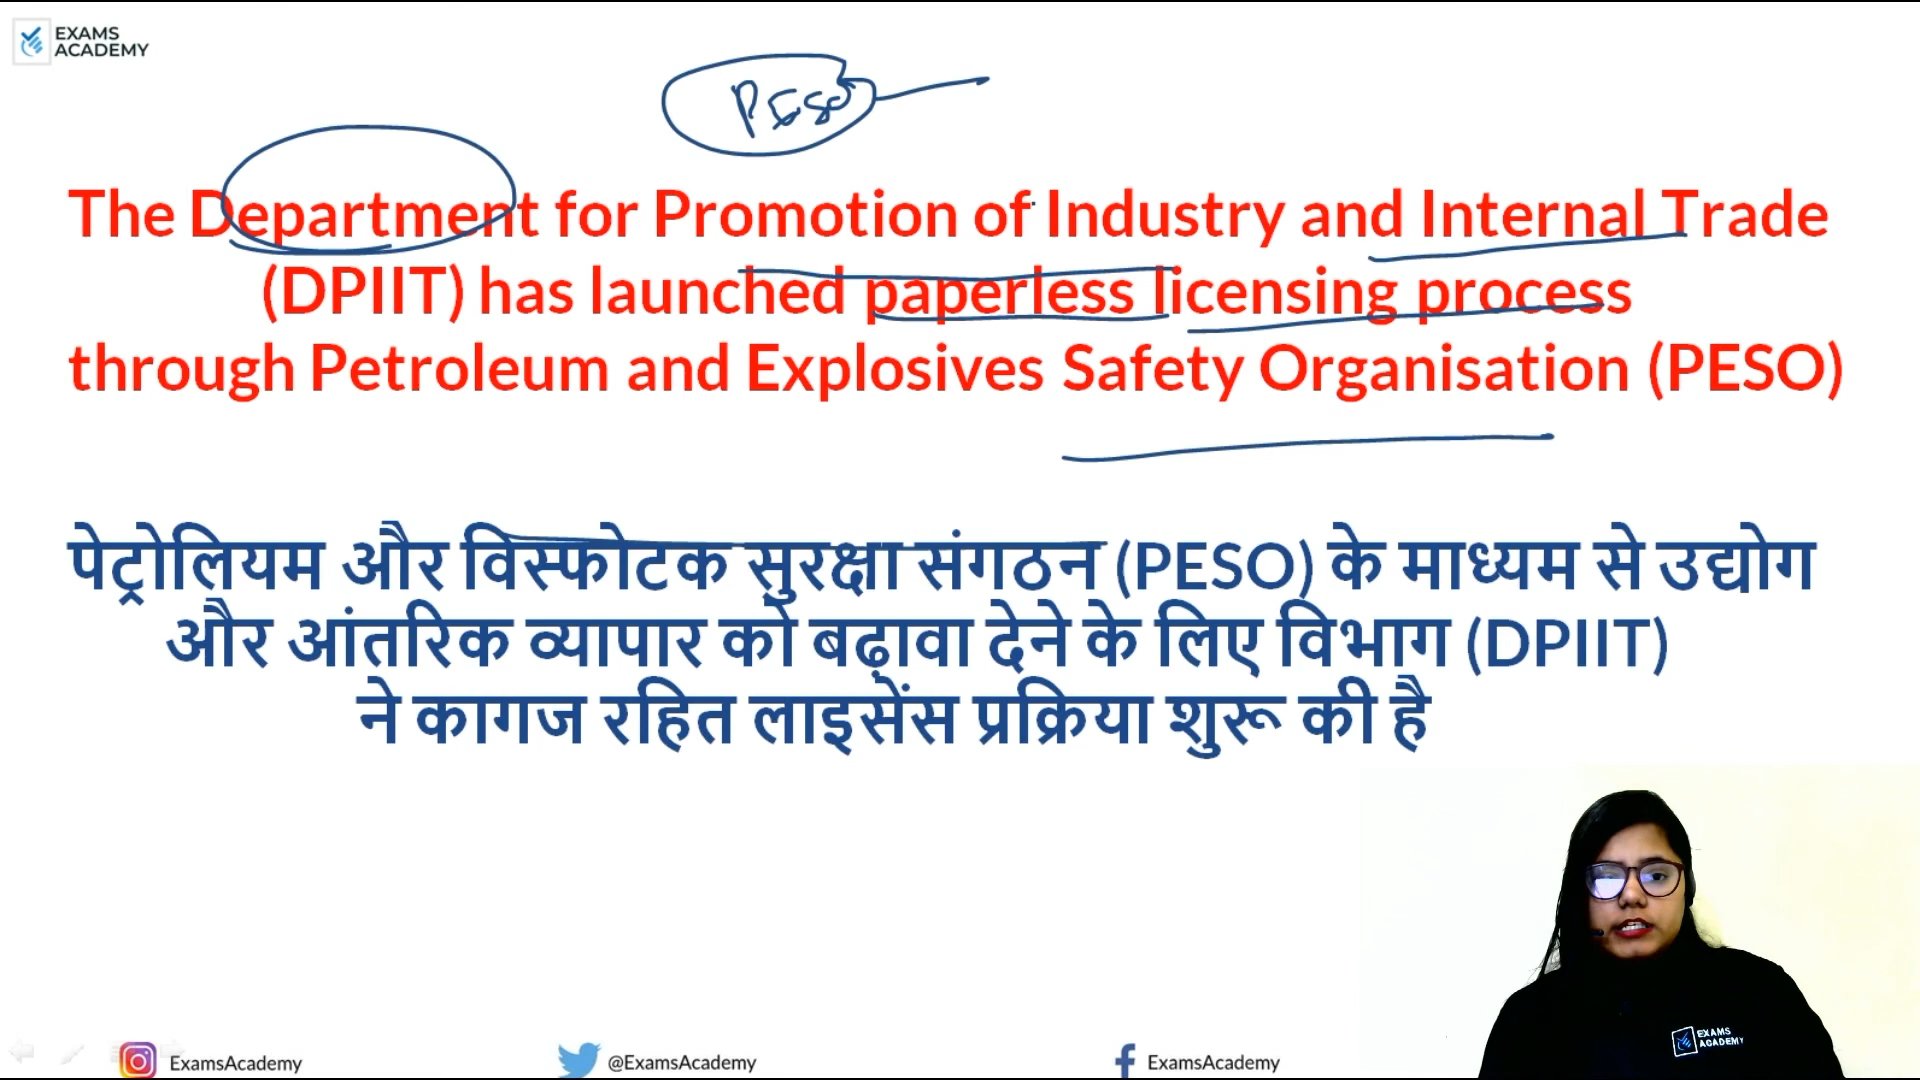 EXAMS
ACADEMY
PESO
The Department for Promotion of Industry and Internal Trade
(DPIIT) has launched paperless licensing process
through Petroleum and Explosives Safety Organisation (PESO)
पेट्रोलियम और विस्फोटक सुरक्षा संगठन (PESO) के माध्यम से उद्योग
और आंतरिक व्यापार को बढ़ावा देने के लिए विभाग (DPIIT)
ने कागज रहित लाइसेंस प्रक्रिया शुरू की है
EXAMS
ACADEMY
ExamsAcademy
@ExamsAcademy
ExamsAcademy